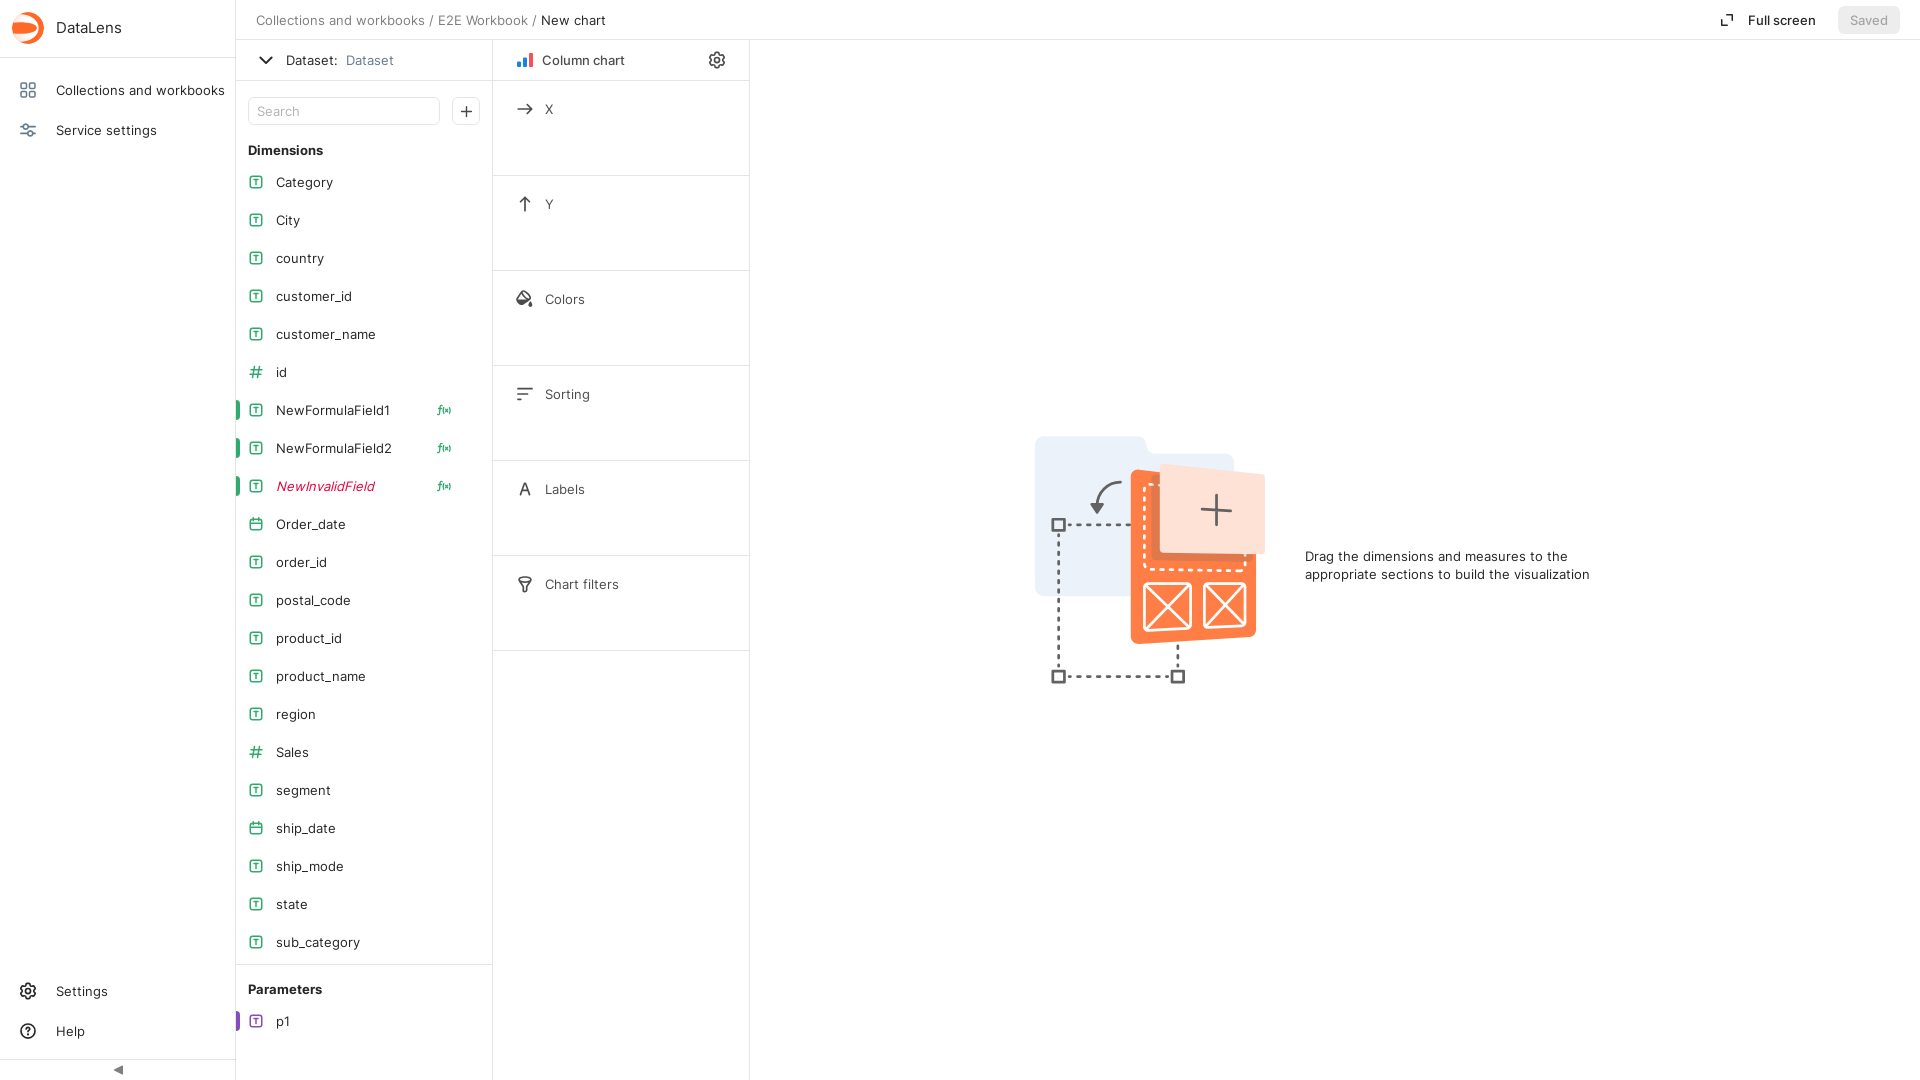 DataLens
Collections and workbooks
Service settings
Settings
Help
Collections and workbooks / E2E Workbook / New chart
Full screen
Saved
Dataset: Dataset
Search
Dimensions
Category
City
country
customer_id
customer_name
id
NewFormulaField1
NewFormulaField2
NewInvalidField
Order_date
order_id
postal_code
product_id
product_name
region
Sales
segment
ship_date
ship_mode
state
sub_category
Parameters
p1
Column chart
X
Y
Colors
Sorting
Labels
Chart filters
Drag the dimensions and measures to the
appropriate sections to build the visualization